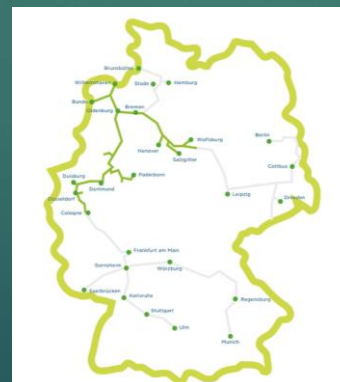 Brunsbüttel
Wilhelmshaven
Stade
Hamburg
Bunde
Oldenburg
Bremen
Wolfsburg
Hanover
Salzgitter
Berlin
Cottbus
Duisburg
Dortmund
Paderborn
Düsseldorf
Cologne
Leipzig
Dresden
Frankfurt am Main
Gernsheim
Würzburg
Saarbrücken
Karlsruhe
Stuttgart
Regensburg
Ulm
Munich